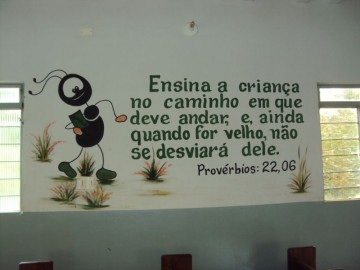 Ensina a criança
no caminho em que
deve andar, e, ainda
quando for velho, não
se desviará dele.
Provérbios: 22,06